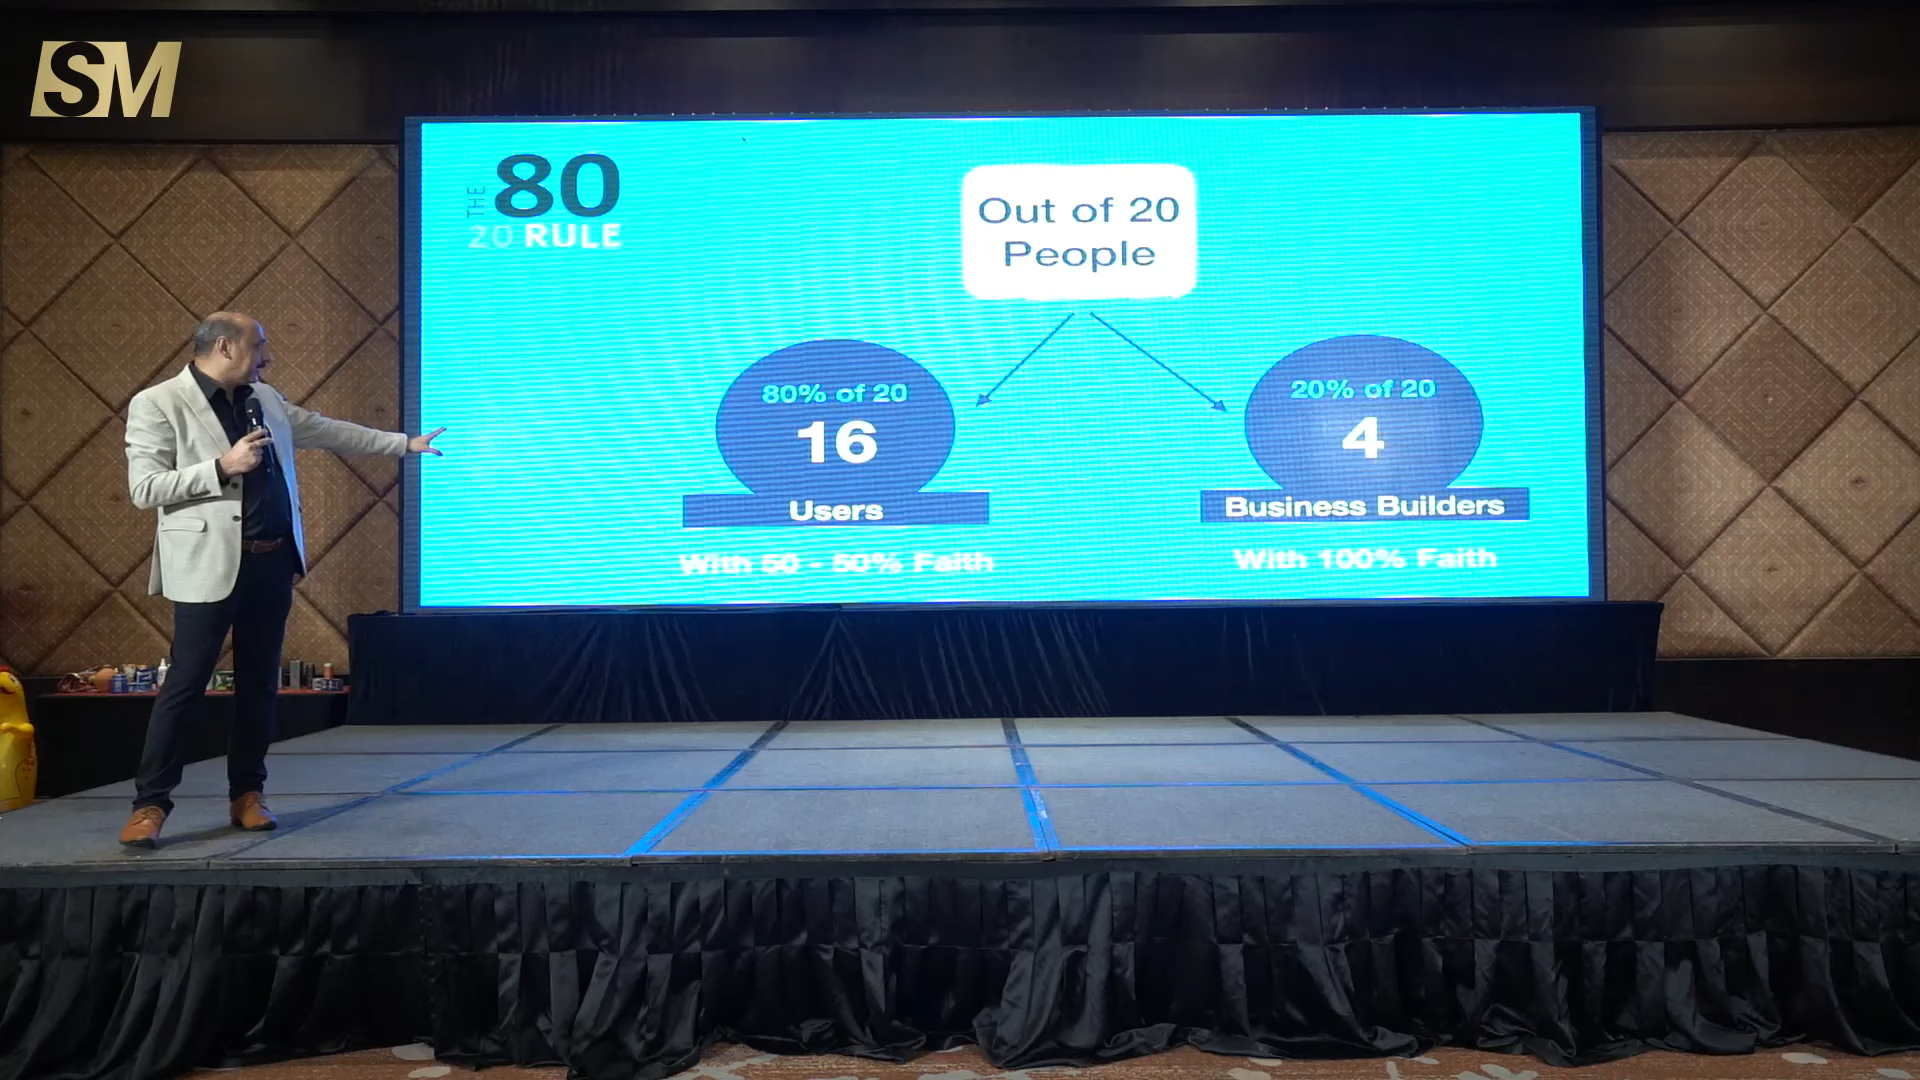 SM
THE 80
20 RULE
Out of 20
People
80% of 20
16
Users
With 50 - 50% Faith
20% of 20
4
Business Builders
With 100% Faith